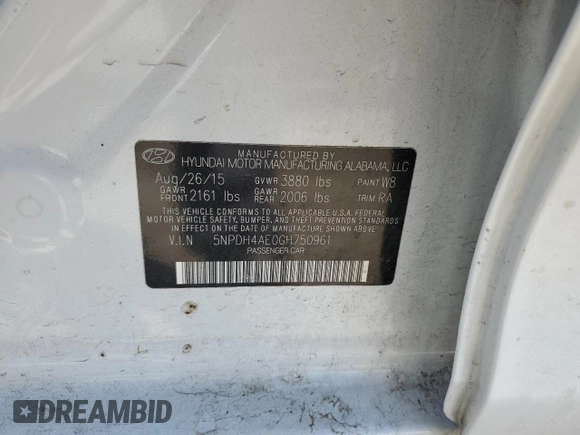 MANUFACTURED BY
HYUNDAI MOTOR MANUFACTURING ALABAMA, LLC
Aug/26/15 GVWR 3880 lbs PAINT W8
GAWR FRONT 2161 lbs GAWR REAR 2006 lbs TRIM RA
THIS VEHICLE CONFORMS TO ALL APPLICABLE U.S.A. FEDERAL
MOTOR VEHICLE SAFETY, BUMPER, AND THEFT PREVENTION STANDARDS
IN EFFECT ON THE DATE OF MANUFACTURE SHOWN ABOVE.
V.I.N 5NPDH4AE0GH750961
PASSENGER CAR
DREAMBID